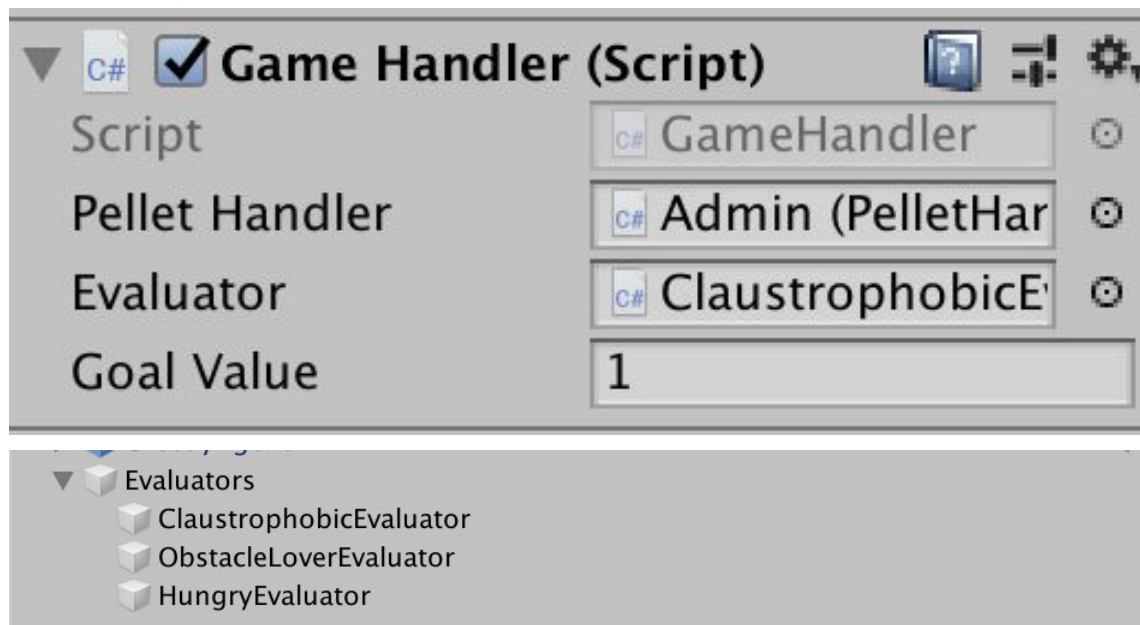 C# Game Handler (Script)
Script C# GameHandler
Pellet Handler C# Admin (PelletHar
Evaluator C# ClaustrophobicE
Goal Value 1
Evaluators
ClaustrophobicEvaluator
ObstacleLoverEvaluator
HungryEvaluator